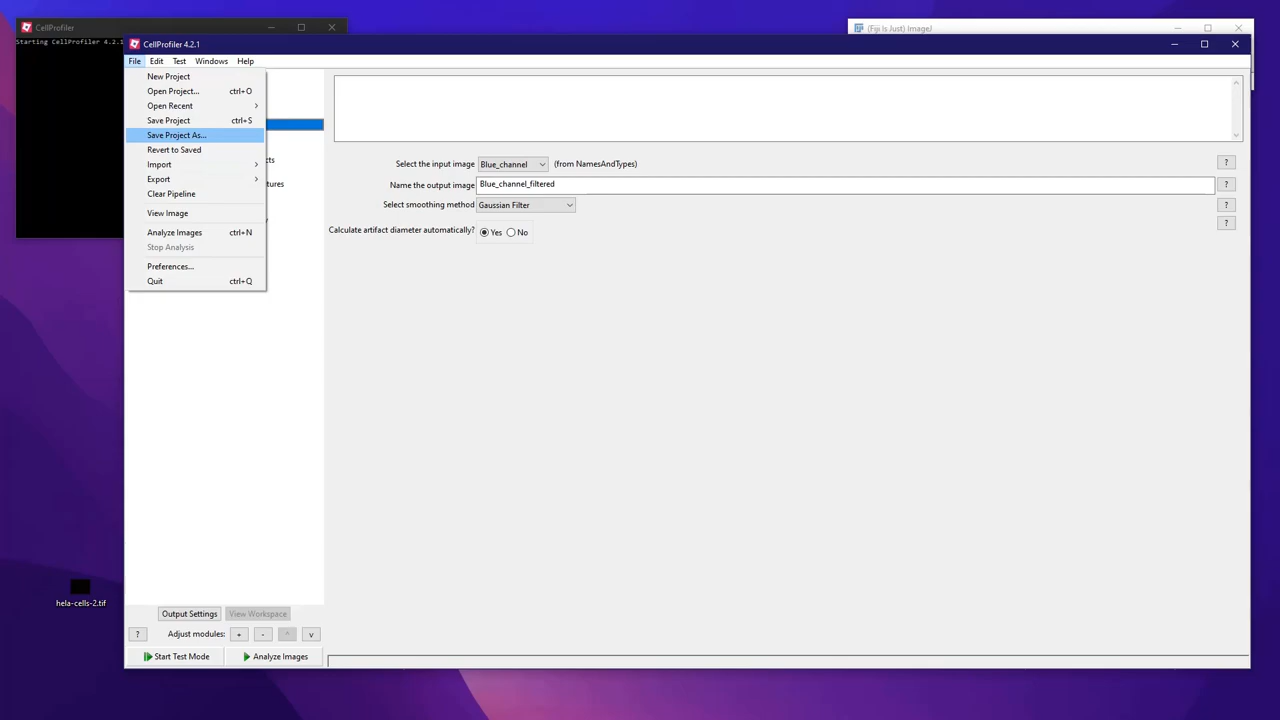 CellProfiler
Starting CellProfiler 4.2.1
(Fiji Is Just) ImageJ
CellProfiler 4.2.1
File Edit Test Windows Help
New Project
Open Project... ctrl+O
Open Recent >
Save Project ctrl+S
Save Project As...
Revert to Saved
Import >
Export >
Clear Pipeline
View Image
Analyze Images ctrl+N
Stop Analysis
Preferences...
Quit ctrl+Q
cts
tures
Select the input image Blue_channel (from NamesAndTypes) ?
Name the output image Blue_channel_filtered ?
Select smoothing method Gaussian Filter ?
Calculate artifact diameter automatically? Yes No ?
hela-cells-2.tif
Output Settings View Workspace
? Adjust modules: + - ^ v
Start Test Mode Analyze Images